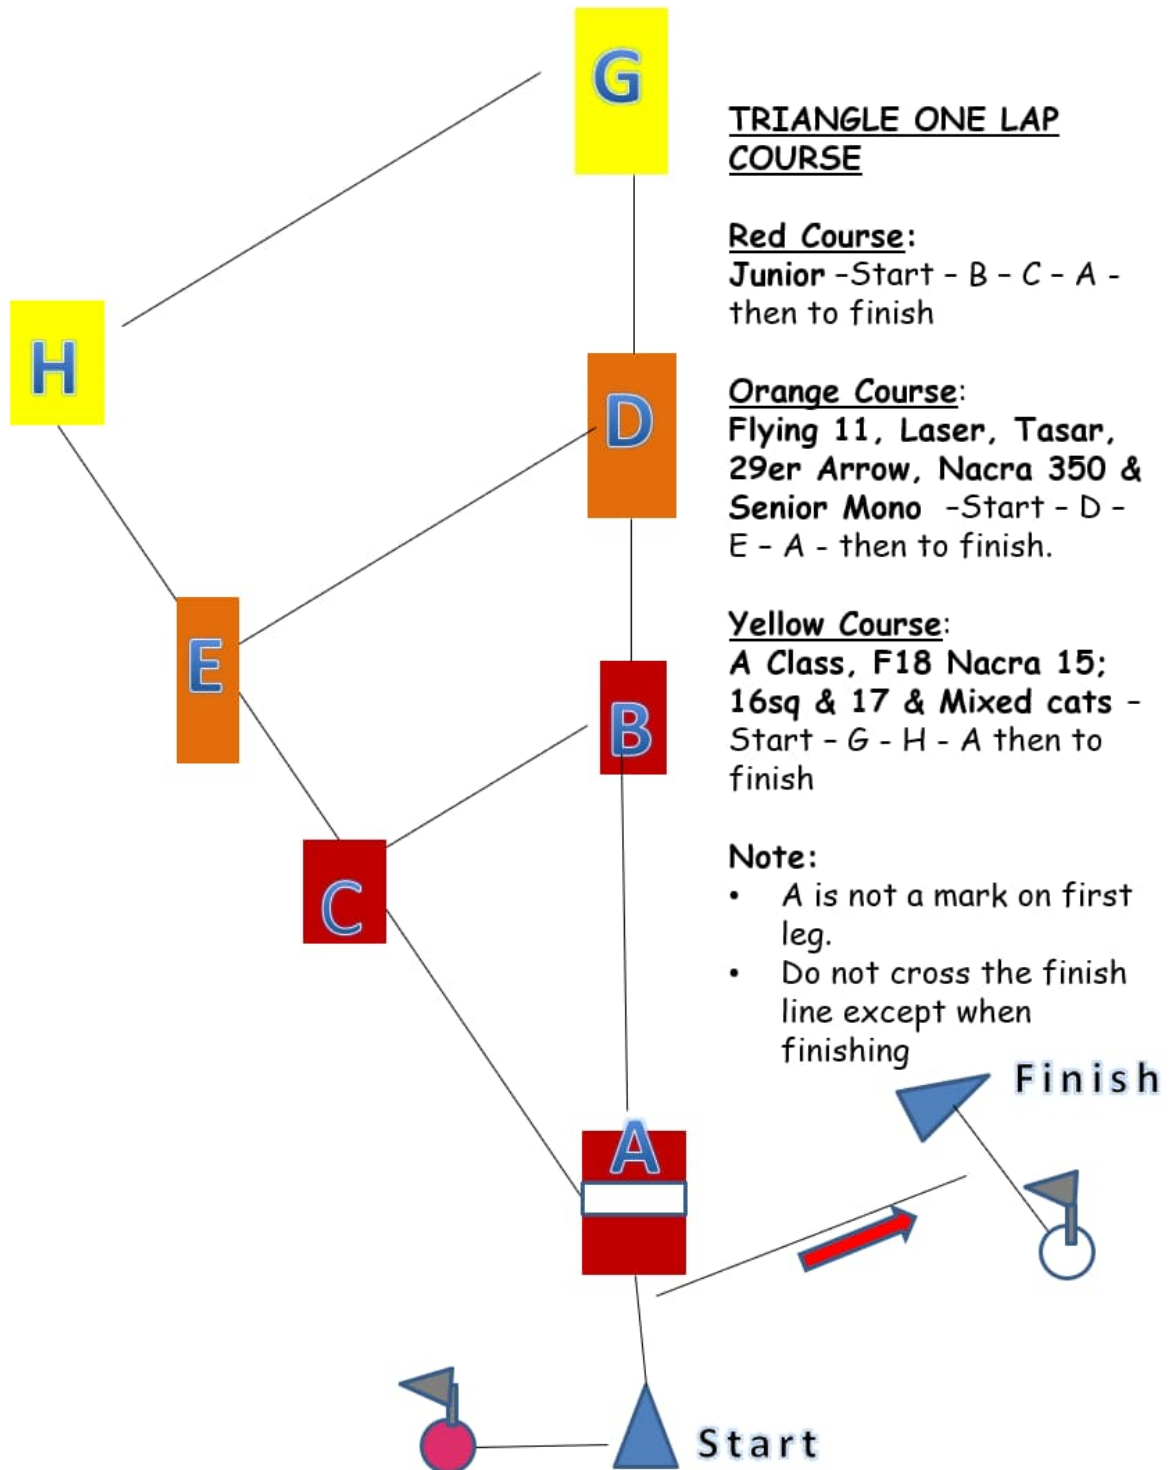 G
TRIANGLE ONE LAP
COURSE
Red Course:
Junior –Start – B – C – A -
then to finish
H
D
Orange Course:
Flying 11, Laser, Tasar,
29er Arrow, Nacra 350 &
Senior Mono –Start – D –
E – A - then to finish.
E
B
Yellow Course:
A Class, F18 Nacra 15;
16sq & 17 & Mixed cats –
Start – G - H - A then to
finish
C
Note:
• A is not a mark on first
leg.
• Do not cross the finish
line except when
finishing
Finish
A
Start